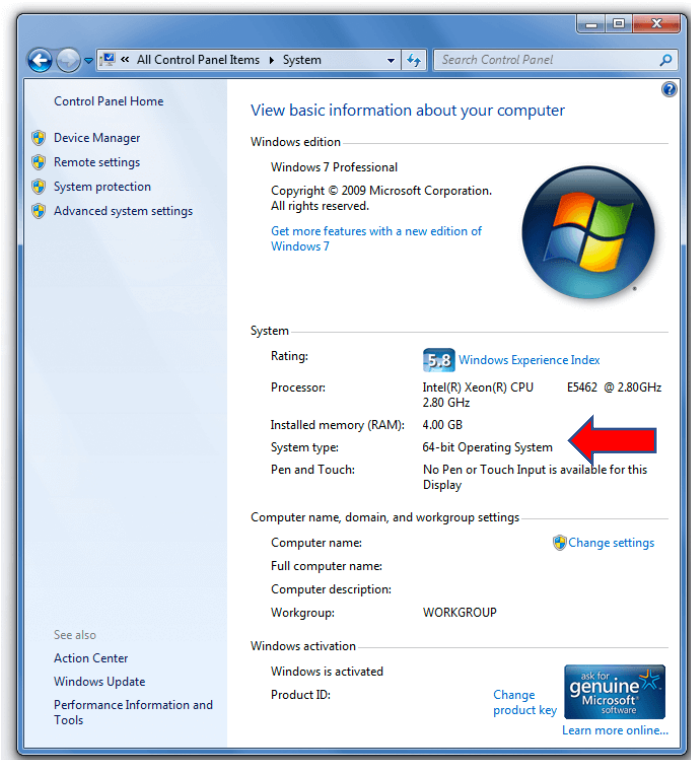 « All Control Panel Items ▸ System
Search Control Panel
Control Panel Home
Device Manager
Remote settings
System protection
Advanced system settings
See also
Action Center
Windows Update
Performance Information and
Tools
View basic information about your computer
Windows edition
Windows 7 Professional
Copyright © 2009 Microsoft Corporation.
All rights reserved.
Get more features with a new edition of
Windows 7
System
Rating:
5,8 Windows Experience Index
Processor:
Intel(R) Xeon(R) CPU E5462 @ 2.80GHz
2.80 GHz
Installed memory (RAM):
4.00 GB
System type:
64-bit Operating System
Pen and Touch:
No Pen or Touch Input is available for this
Display
Computer name, domain, and workgroup settings
Computer name:
Change settings
Full computer name:
Computer description:
Workgroup:
WORKGROUP
Windows activation
Windows is activated
Product ID:
Change
product key
ask for
genuine
Microsoft
software
Learn more online...